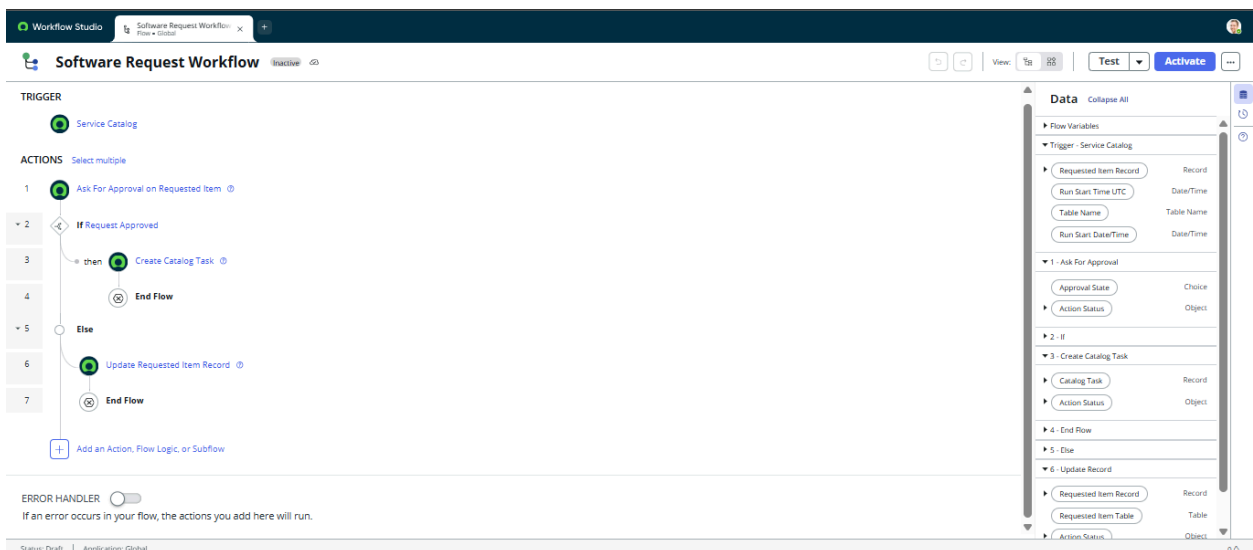 Workflow Studio
Software Request Workflow
Flow • Global
Software Request Workflow Inactive
View: Test Activate
TRIGGER
Service Catalog
ACTIONS Select multiple
1 Ask For Approval on Requested Item
2 If Request Approved
3 then Create Catalog Task
4 End Flow
5 Else
6 Update Requested Item Record
7 End Flow
Add an Action, Flow Logic, or Subflow
ERROR HANDLER
If an error occurs in your flow, the actions you add here will run.
Status: Draft | Application: Global
Data Collapse All
Flow Variables
Trigger - Service Catalog
Requested Item Record Record
Run Start Time UTC Date/Time
Table Name Table Name
Run Start Date/Time Date/Time
1 - Ask For Approval
Approval State Choice
Action Status Object
2 - If
3 - Create Catalog Task
Catalog Task Record
Action Status Object
4 - End Flow
5 - Else
6 - Update Record
Requested Item Record Record
Requested Item Table Table
Action Status Object